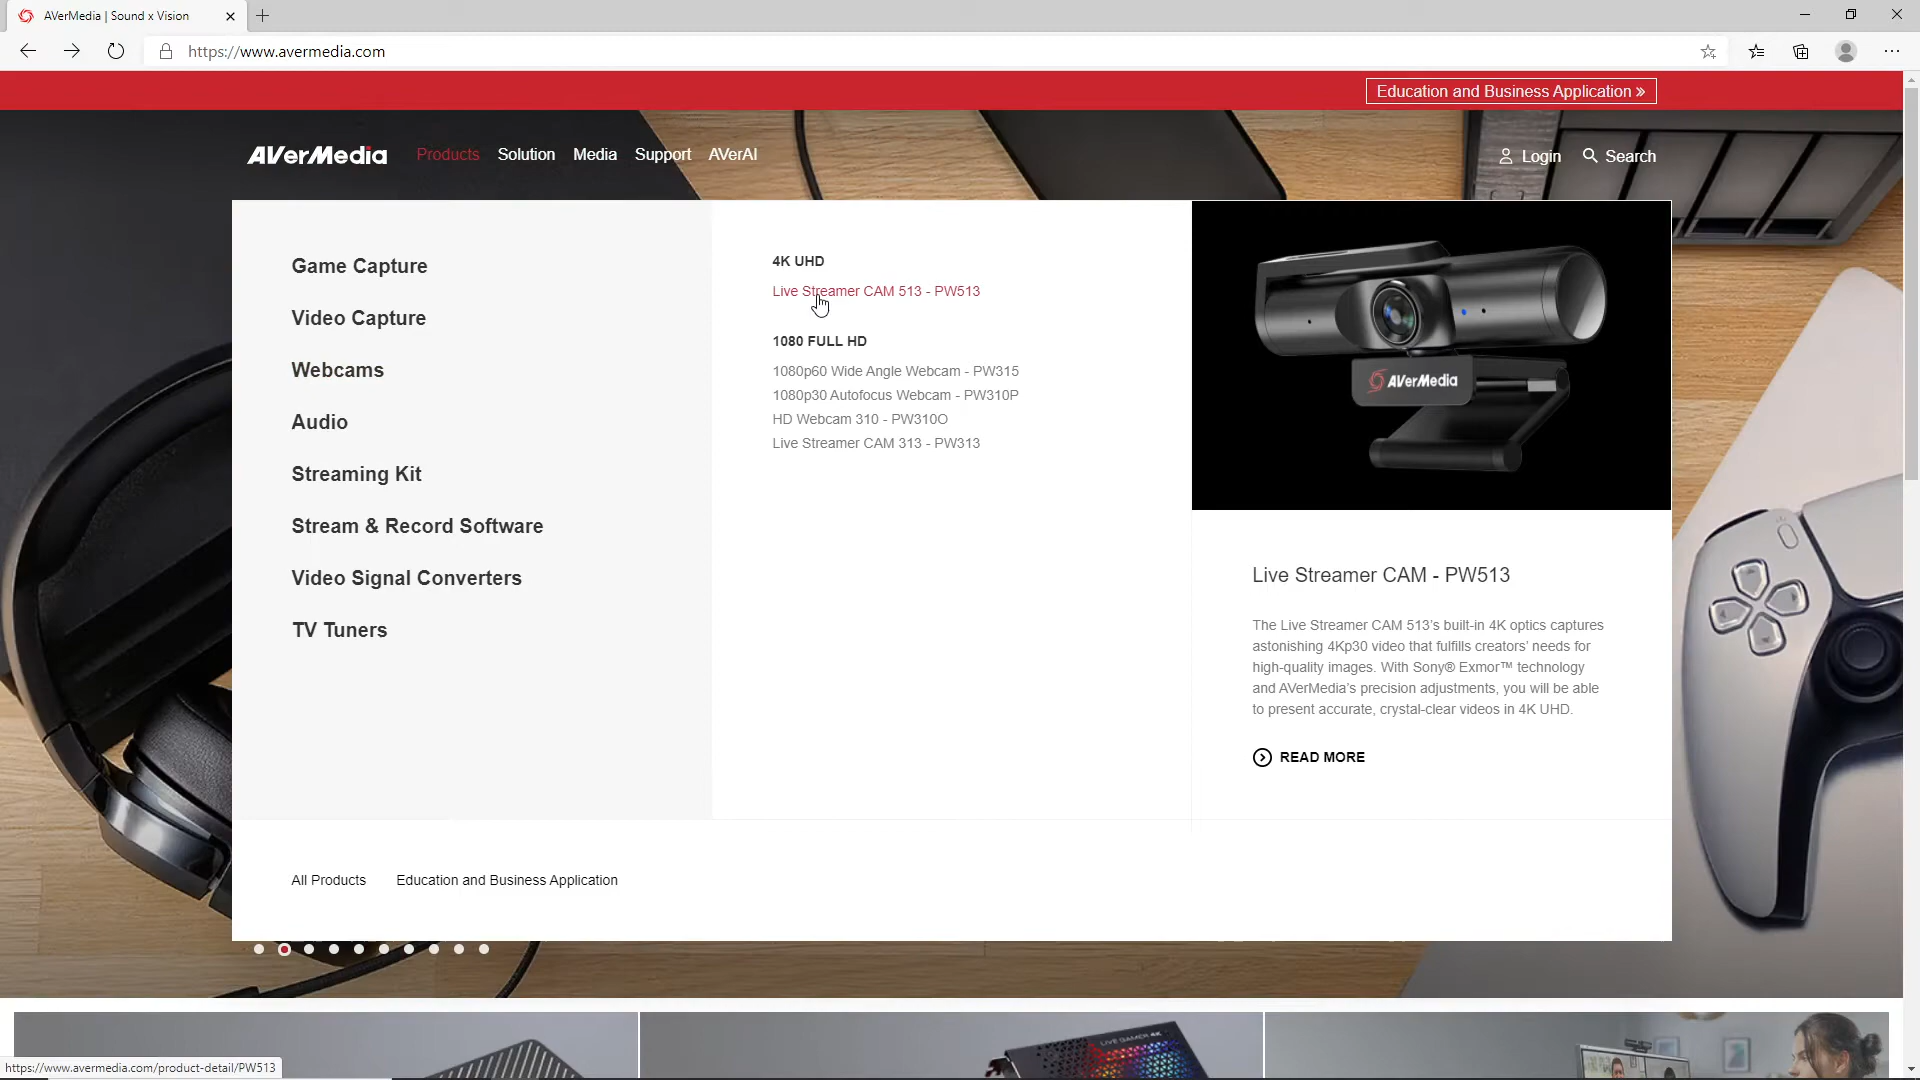 AVerMedia | Sound x Vision
https://www.avermedia.com
Education and Business Application »
AVerMedia
Products
Solution
Media
Support
AVerAI
Login
Search
Game Capture
Video Capture
Webcams
Audio
Streaming Kit
Stream & Record Software
Video Signal Converters
TV Tuners
4K UHD
Live Streamer CAM 513 - PW513
1080 FULL HD
1080p60 Wide Angle Webcam - PW315
1080p30 Autofocus Webcam - PW310P
HD Webcam 310 - PW310O
Live Streamer CAM 313 - PW313
AVerMedia
Live Streamer CAM - PW513
The Live Streamer CAM 513’s built-in 4K optics captures
astonishing 4Kp30 video that fulfills creators’ needs for
high-quality images. With Sony® Exmor™ technology
and AVerMedia’s precision adjustments, you will be able
to present accurate, crystal-clear videos in 4K UHD.
READ MORE
All Products
Education and Business Application
LIVE GAMER 4K
https://www.avermedia.com/product-detail/PW513